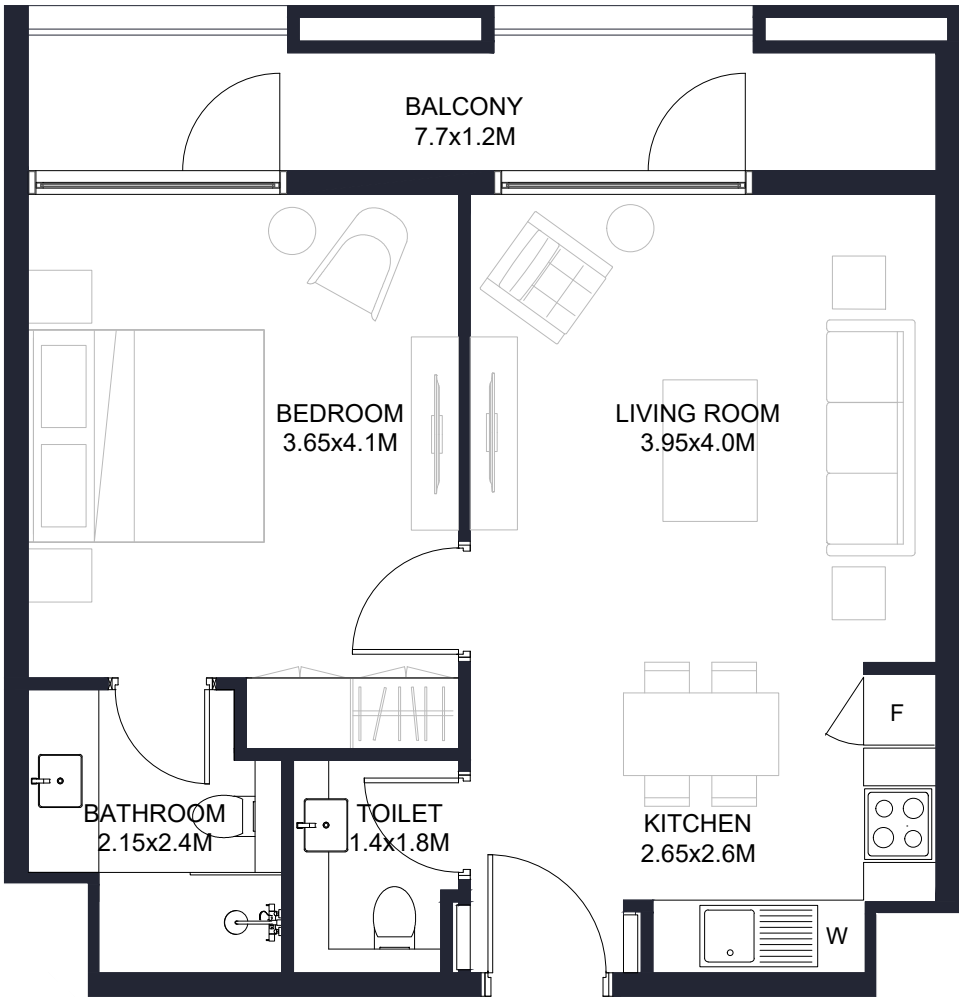 BALCONY
7.7x1.2M
BEDROOM
3.65x4.1M
LIVING ROOM
3.95x4.0M
F
BATHROOM
2.15x2.4M
TOILET
1.4x1.8M
KITCHEN
2.65x2.6M
W